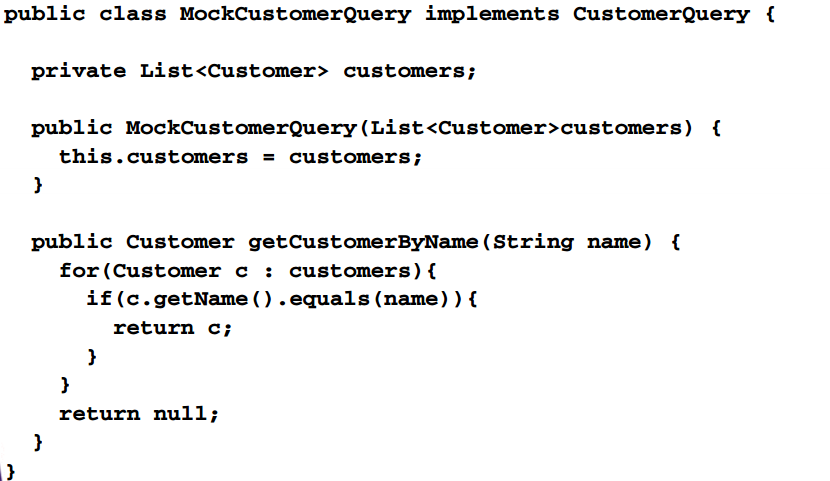 public class MockCustomerQuery implements CustomerQuery {
private List<Customer> customers;
public MockCustomerQuery(List<Customer>customers) {
this.customers = customers;
}
public Customer getCustomerByName(String name) {
for(Customer c : customers){
if(c.getName().equals(name)){
return c;
}
}
return null;
}
}